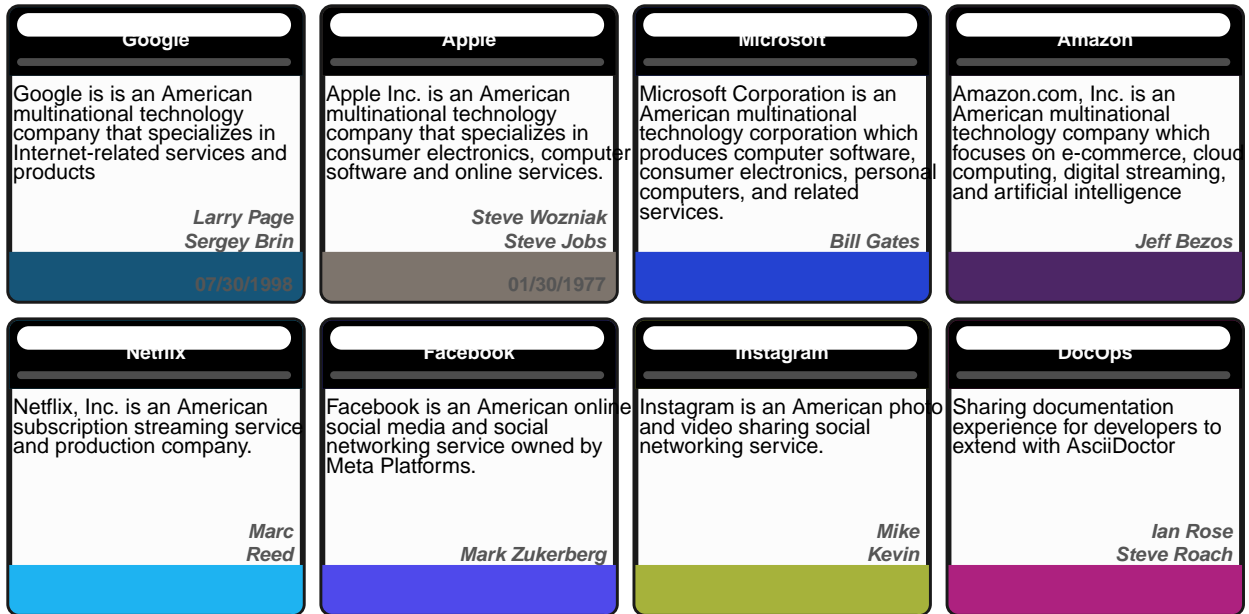 Google
Google is is an American
multinational technology
company that specializes in
Internet-related services and
products
Larry Page
Sergey Brin
07/30/1998
Apple
Apple Inc. is an American
multinational technology
company that specializes in
consumer electronics, computer
software and online services.
Steve Wozniak
Steve Jobs
01/30/1977
Microsoft
Microsoft Corporation is an
American multinational
technology corporation which
produces computer software,
consumer electronics, personal
computers, and related
services.
Bill Gates
Amazon
Amazon.com, Inc. is an
American multinational
technology company which
focuses on e-commerce, cloud
computing, digital streaming,
and artificial intelligence
Jeff Bezos
Netflix
Netflix, Inc. is an American
subscription streaming service
and production company.
Marc
Reed
Facebook
Facebook is an American online
social media and social
networking service owned by
Meta Platforms.
Mark Zukerberg
Instagram
Instagram is an American photo
and video sharing social
networking service.
Mike
Kevin
DocOps
Sharing documentation
experience for developers to
extend with AsciiDoctor
Ian Rose
Steve Roach